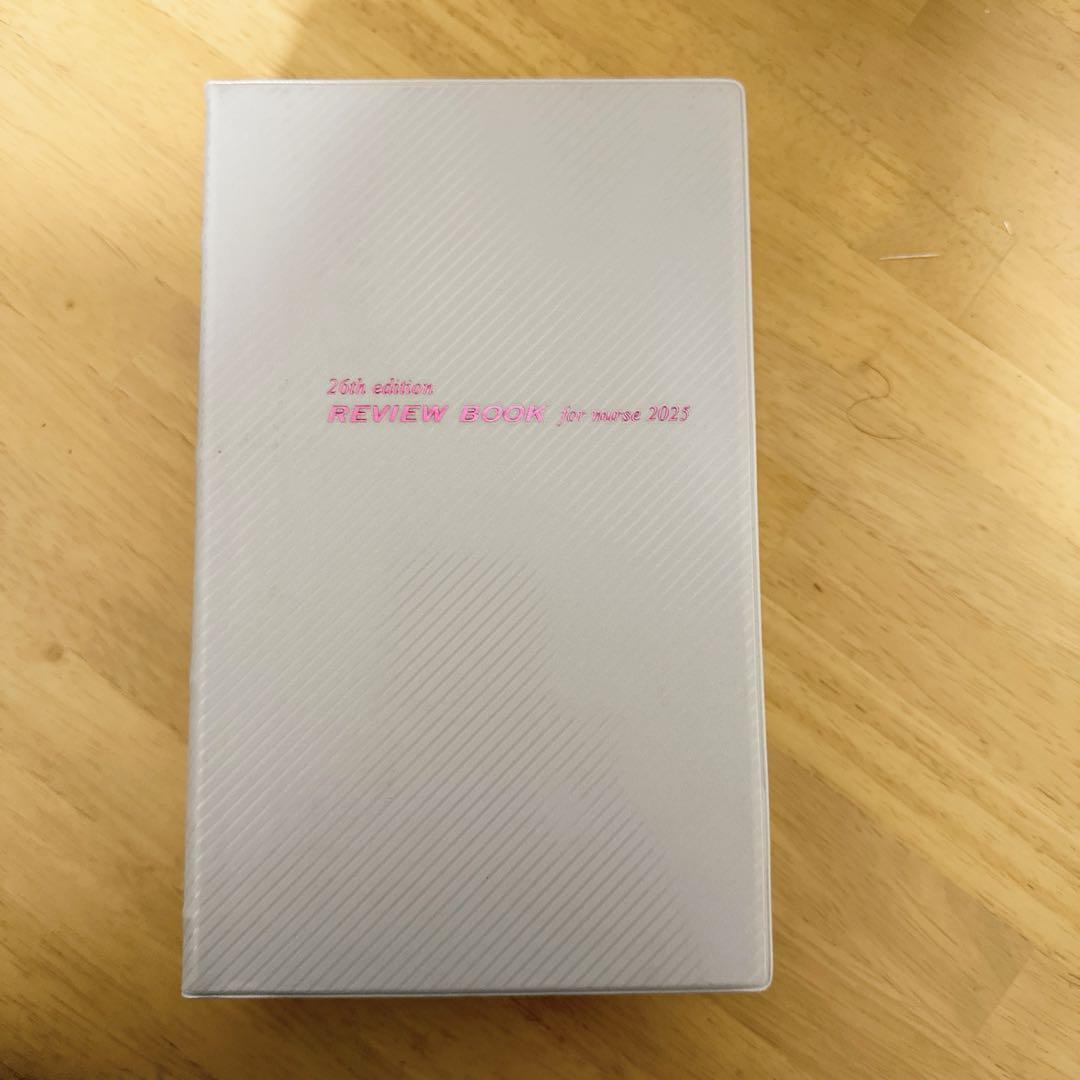 26th edition
REVIEW BOOK for nurse 2025